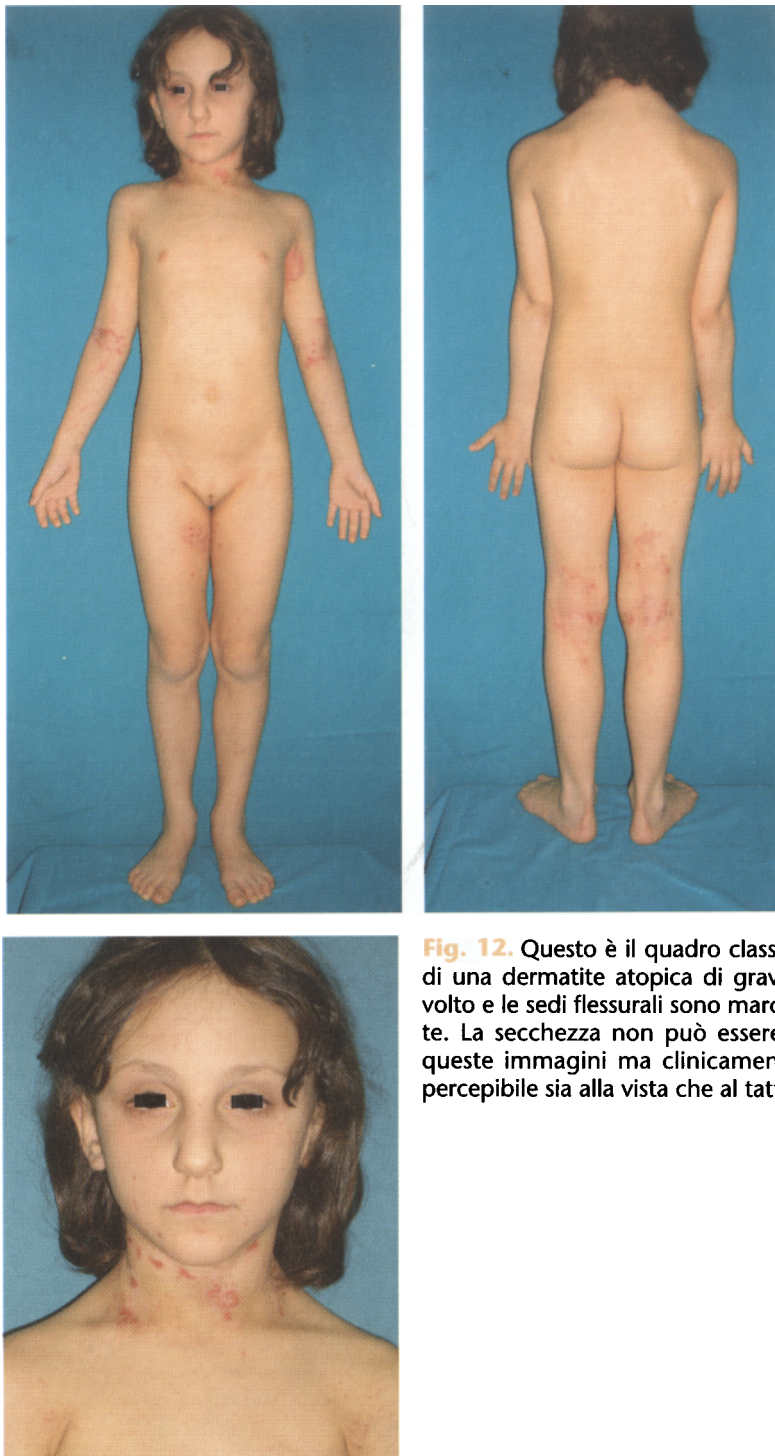 Fig. 12. Questo è il quadro class
di una dermatite atopica di grav
volto e le sedi flessurali sono marc
te. La secchezza non può essere
queste immagini ma clinicamen
percepibile sia alla vista che al tat